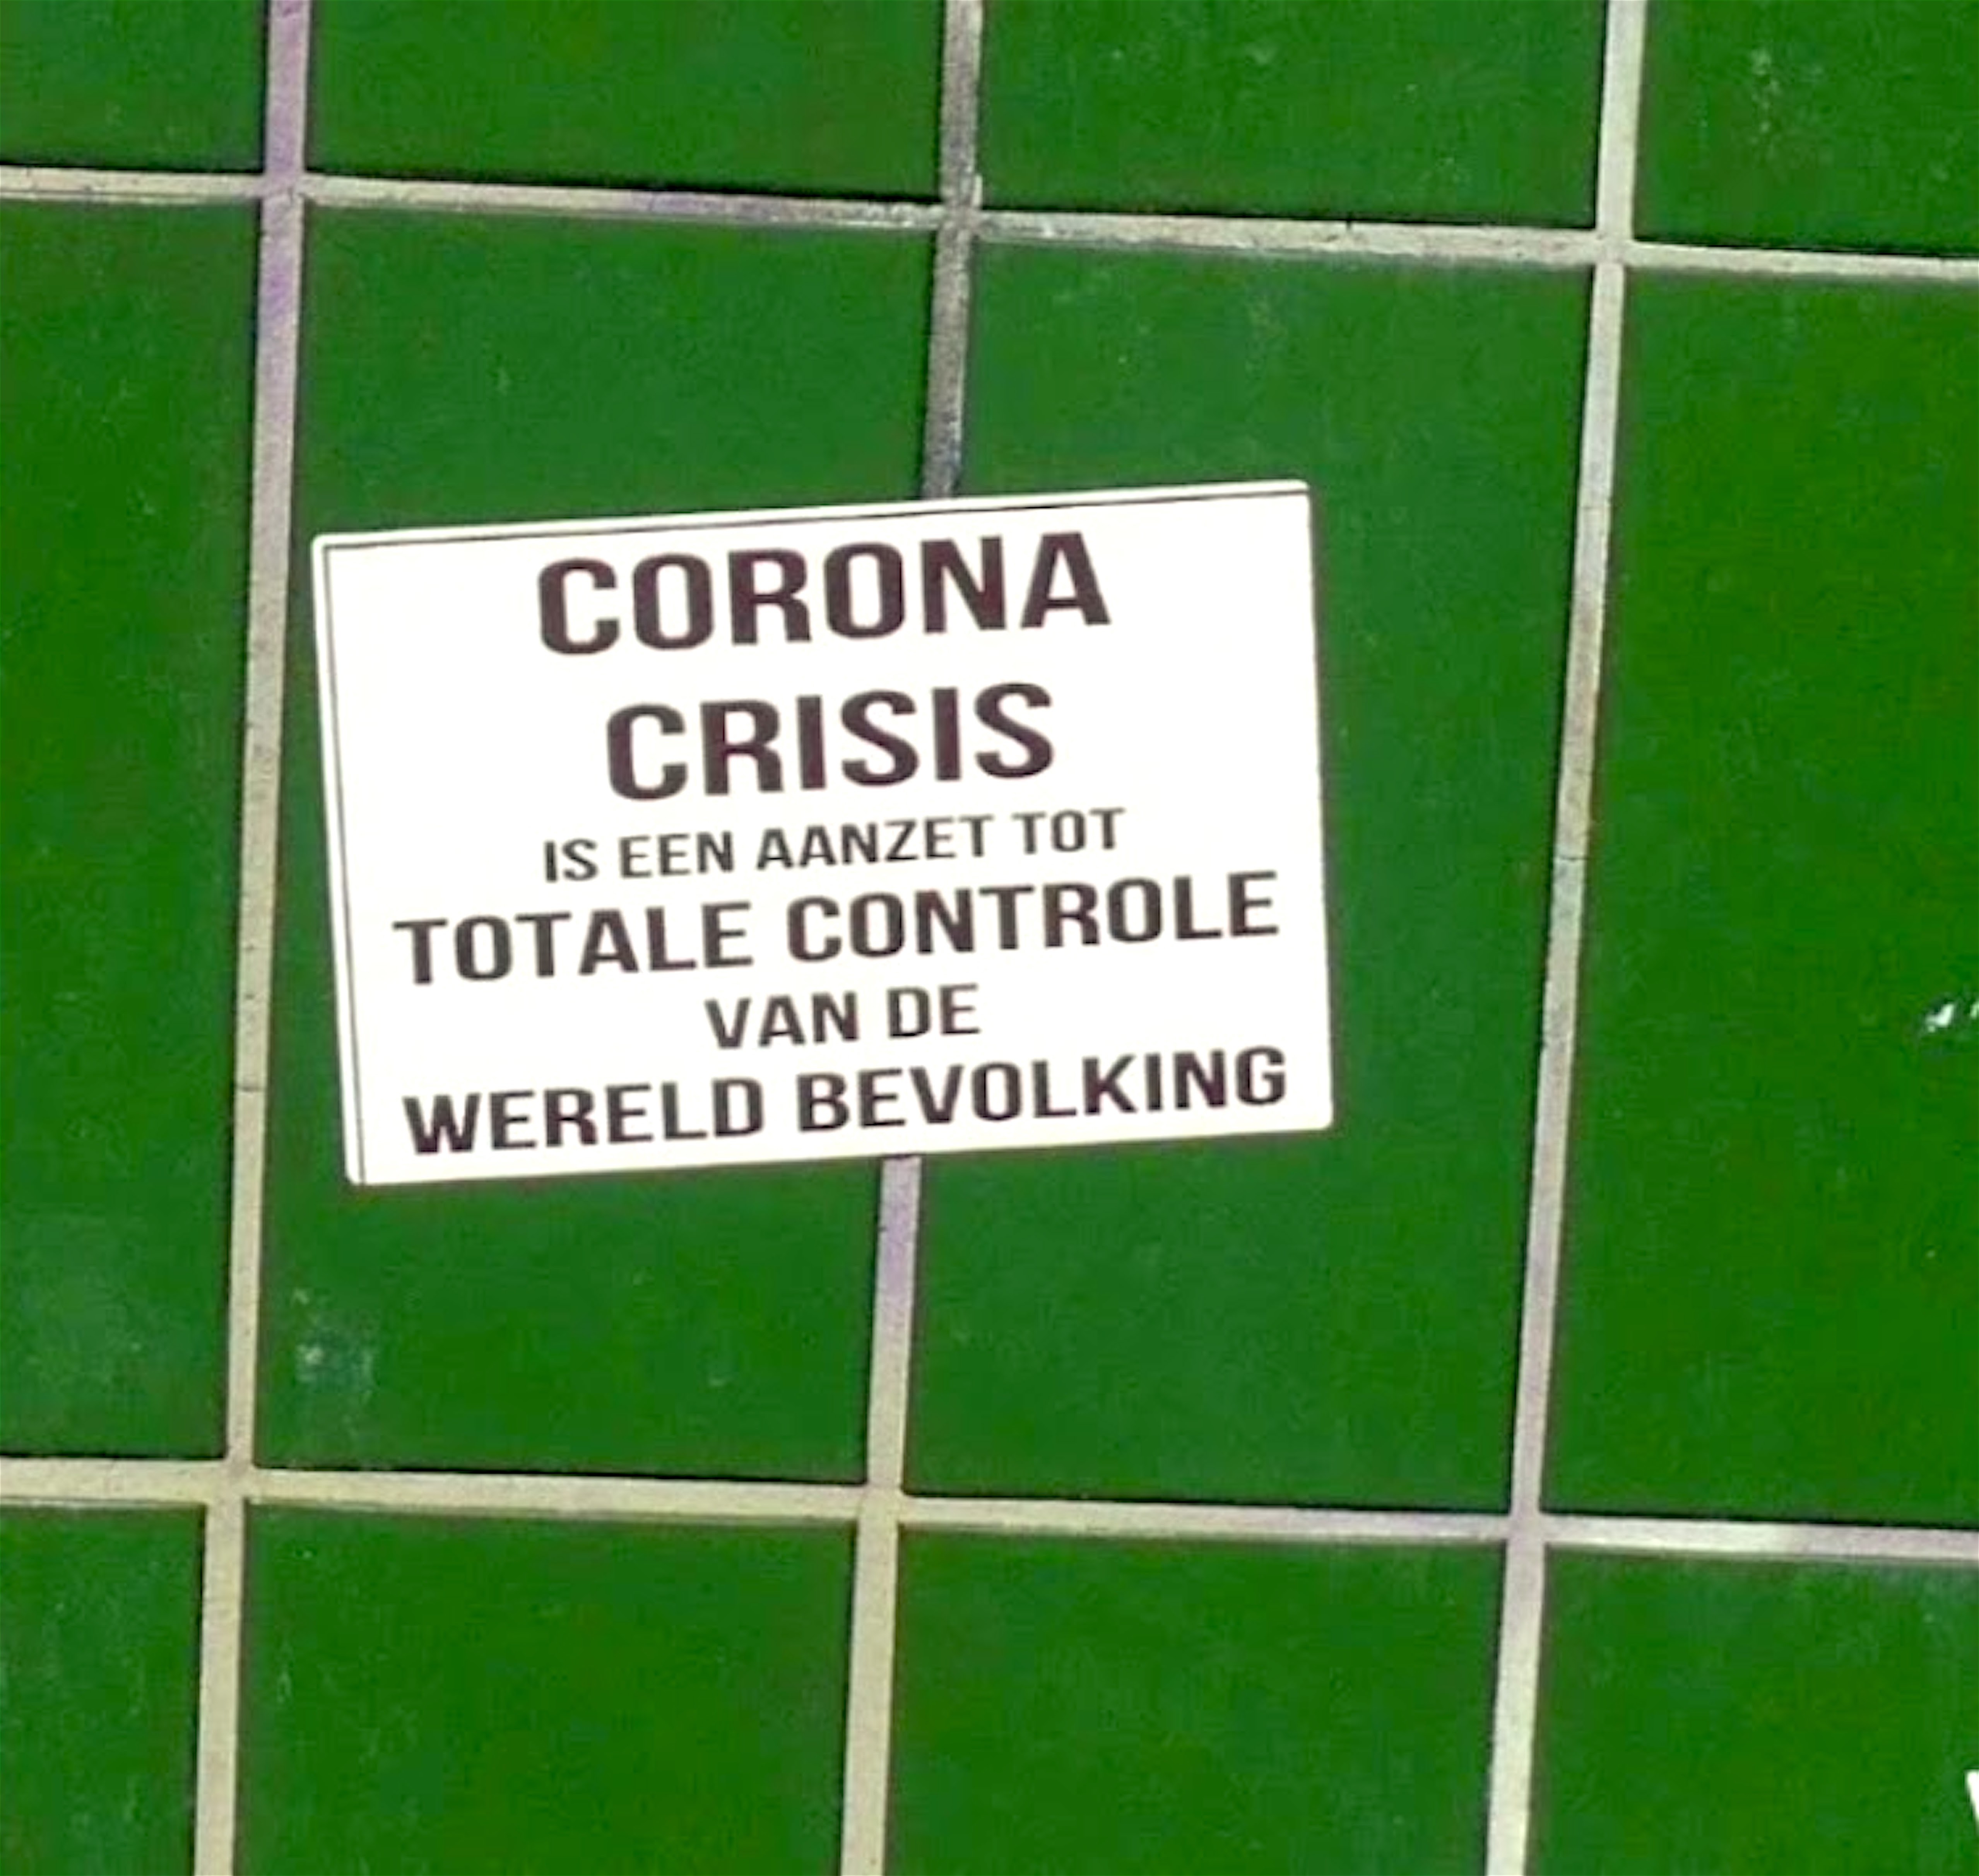 CORONA
CRISIS
IS EEN AANZET TOT
TOTALE CONTROLE
VAN DE
WERELD BEVOLKING